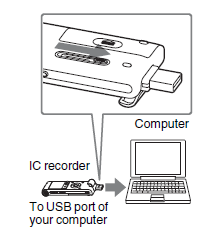 Computer
IC recorder
To USB port of
your computer